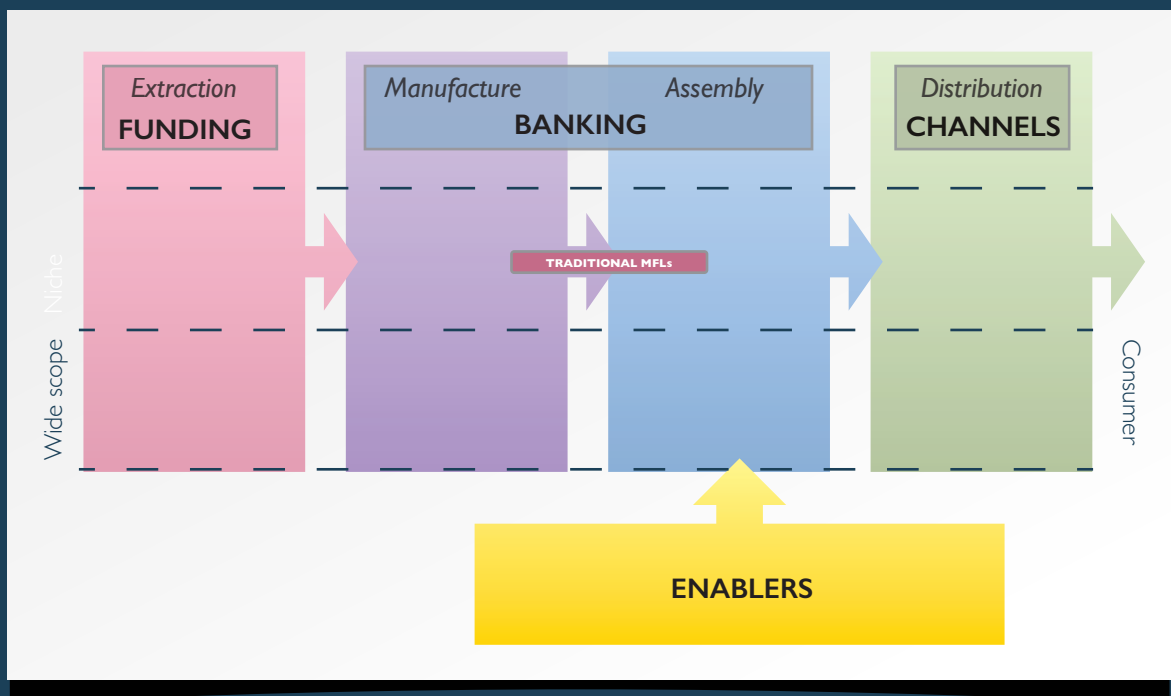 Extraction
FUNDING
Manufacture
Assembly
BANKING
Distribution
CHANNELS
Niche
TRADITIONAL MFLs
Wide scope
Consumer
ENABLERS